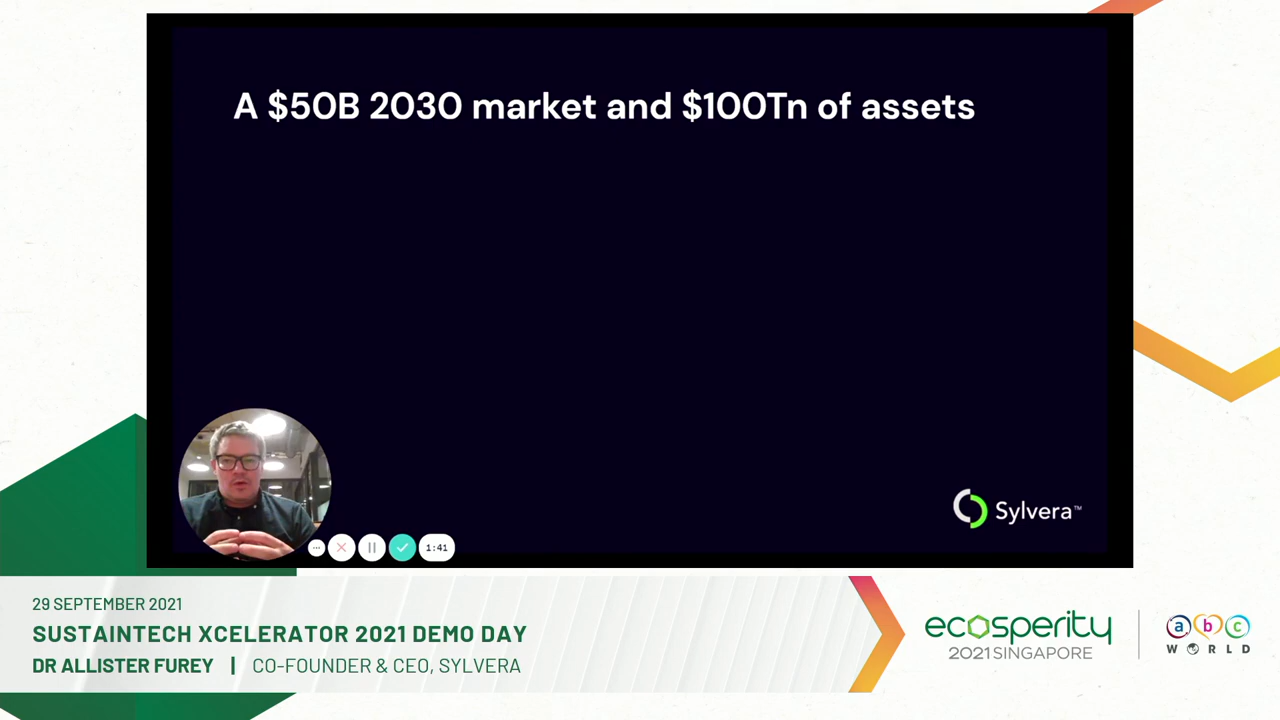 A $50B 2030 market and $100Tn of assets
Sylvera™
1:41
29 SEPTEMBER 2021
SUSTAINTECH XCELERATOR 2021 DEMO DAY
DR ALLISTER FUREY | CO-FOUNDER & CEO, SYLVERA
ecosperity
2021 SINGAPORE
abc
WORLD